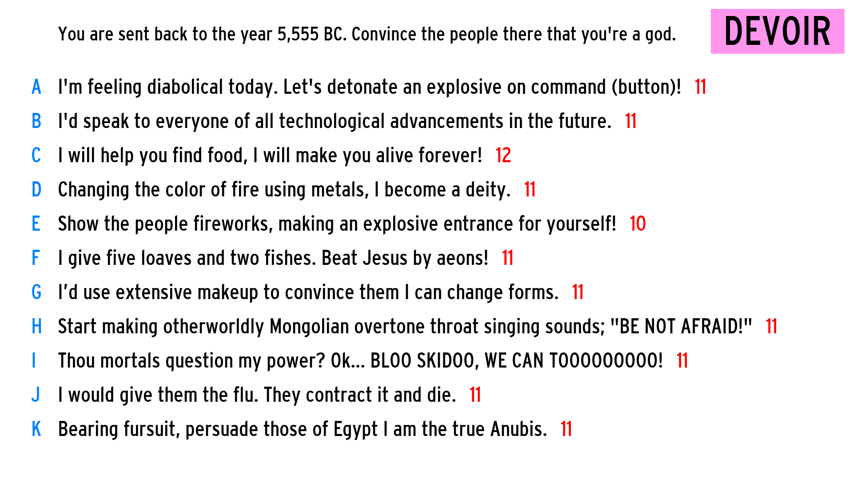 You are sent back to the year 5,555 BC. Convince the people there that you're a god.
DEVOIR
A I'm feeling diabolical today. Let's detonate an explosive on command (button)! 11
B I'd speak to everyone of all technological advancements in the future. 11
C I will help you find food, I will make you alive forever! 12
D Changing the color of fire using metals, I become a deity. 11
E Show the people fireworks, making an explosive entrance for yourself! 10
F I give five loaves and two fishes. Beat Jesus by aeons! 11
G I’d use extensive makeup to convince them I can change forms. 11
H Start making otherworldly Mongolian overtone throat singing sounds; "BE NOT AFRAID!" 11
I Thou mortals question my power? Ok... BLOO SKIDOO, WE CAN TOOOOOOOOO! 11
J I would give them the flu. They contract it and die. 11
K Bearing fursuit, persuade those of Egypt I am the true Anubis. 11